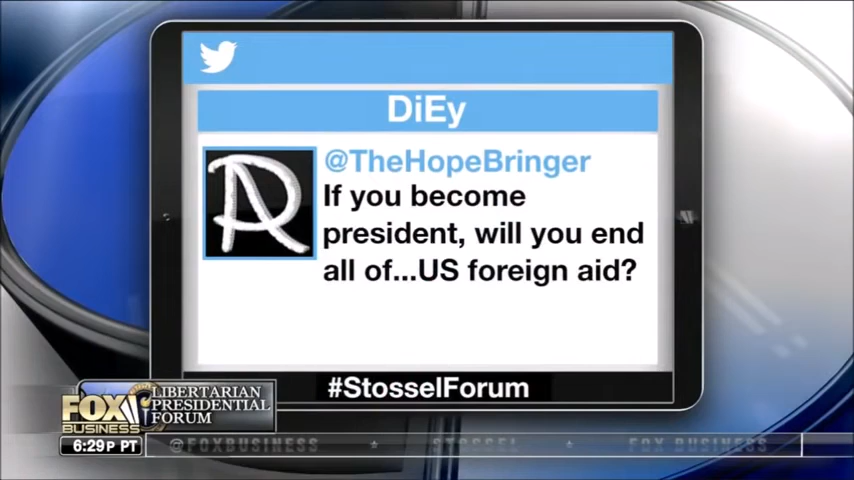 DiEy
@TheHopeBringer
If you become
president, will you end
all of...US foreign aid?
#StosselForum
FOX
BUSINESS
LIBERTARIAN
PRESIDENTIAL
FORUM
6:29P PT
@FOXBUSINESS STOSSEL FOX BUSINESS